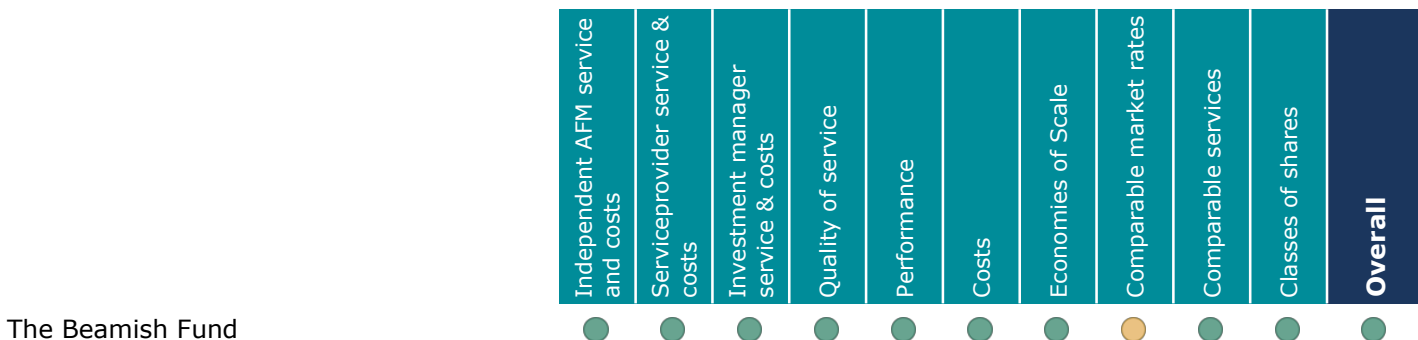 Independent AFM service
and costs
Serviceprovider service &
costs
Investment manager
service & costs
Quality of service
Performance
Costs
Economies of Scale
Comparable market rates
Comparable services
Classes of shares
Overall
The Beamish Fund